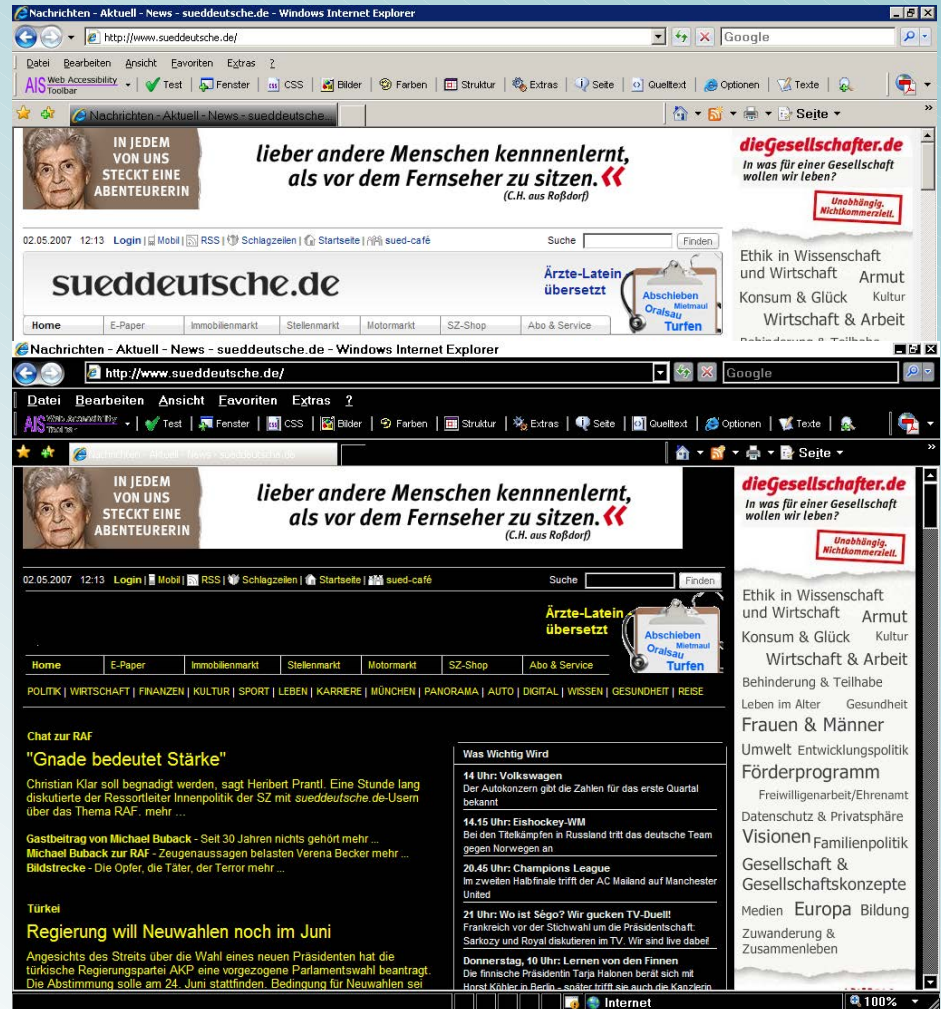 Nachrichten - Aktuell - News - sueddeutsche.de - Windows Internet Explorer
http://www.sueddeutsche.de/
Google
Datei Bearbeiten Ansicht Favoriten Extras ?
AIS Web Accessibility Toolbar Test Fenster CSS Bilder Farben Struktur Extras Seite Quelltext Optionen Texte
Nachrichten - Aktuell - News - sueddeutsche...
Seite
IN JEDEM
VON UNS
STECKT EINE
ABENTEURERIN
lieber andere Menschen kennnenlernt,
als vor dem Fernseher zu sitzen.
(C.H. aus Roßdorf)
dieGesellschafter.de
In was für einer Gesellschaft
wollen wir leben?
Unabhängig.
Nichtkommerziell.
02.05.2007 12:13 Login | Mobil | RSS | Schlagzeilen | Startseite | sued-café
Suche Finden
sueddeutsche.de
Ärzte-Latein
übersetzt
Abschieben
Mietmaul
Oralsau
Turfen
Home E-Paper Immobilienmarkt Stellenmarkt Motormarkt SZ-Shop Abo & Service
Ethik in Wissenschaft
und Wirtschaft Armut
Konsum & Glück Kultur
Wirtschaft & Arbeit
Behinderung & Teilhabe
Nachrichten - Aktuell - News - sueddeutsche.de - Windows Internet Explorer
http://www.sueddeutsche.de/
Google
Datei Bearbeiten Ansicht Favoriten Extras ?
AIS Web Accessibility Toolbar Test Fenster CSS Bilder Farben Struktur Extras Seite Quelltext Optionen Texte
Nachrichten - Aktuell - News - sueddeutsche.de
Seite
IN JEDEM
VON UNS
STECKT EINE
ABENTEURERIN
lieber andere Menschen kennnenlernt,
als vor dem Fernseher zu sitzen.
(C.H. aus Roßdorf)
dieGesellschafter.de
In was für einer Gesellschaft
wollen wir leben?
Unabhängig.
Nichtkommerziell.
02.05.2007 12:13 Login | Mobil | RSS | Schlagzeilen | Startseite | sued-café
Suche Finden
Ärzte-Latein
übersetzt
Abschieben
Mietmaul
Oralsau
Turfen
Home E-Paper Immobilienmarkt Stellenmarkt Motormarkt SZ-Shop Abo & Service
POLITIK | WIRTSCHAFT | FINANZEN | KULTUR | SPORT | LEBEN | KARRIERE | MÜNCHEN | PANORAMA | AUTO | DIGITAL | WISSEN | GESUNDHEIT | REISE
Chat zur RAF
"Gnade bedeutet Stärke"
Christian Klar soll begnadigt werden, sagt Heribert Prantl. Eine Stunde lang
diskutierte der Ressortleiter Innenpolitik der SZ mit sueddeutsche.de-Usern
über das Thema RAF. mehr ...
Gastbeitrag von Michael Buback - Seit 30 Jahren nichts gehört mehr ...
Michael Buback zur RAF - Zeugenaussagen belasten Verena Becker mehr ...
Bildstrecke - Die Opfer, die Täter, der Terror mehr ...
Türkei
Regierung will Neuwahlen noch im Juni
Angesichts des Streits über die Wahl eines neuen Präsidenten hat die
türkische Regierungspartei AKP eine vorgezogene Parlamentswahl beantragt.
Die Abstimmung solle am 24. Juni stattfinden. Bedingung für Neuwahlen sei
Was Wichtig Wird
14 Uhr: Volkswagen
Der Autokonzern gibt die Zahlen für das erste Quartal
bekannt
14.15 Uhr: Eishockey-WM
Bei den Titelkämpfen in Russland tritt das deutsche Team
gegen Norwegen an
20.45 Uhr: Champions League
Im zweiten Halbfinale trifft der AC Mailand auf Manchester
United
21 Uhr: Wo ist Ségo? Wir gucken TV-Duell!
Frankreich vor der Stichwahl um die Präsidentschaft:
Sarkozy und Royal diskutieren im TV. Wir sind live dabei!
Donnerstag, 10 Uhr: Lernen von den Finnen
Die finnische Präsidentin Tarja Halonen berät sich mit
Horst Köhler in Berlin - später trifft sie auch die Kanzlerin
Ethik in Wissenschaft
und Wirtschaft Armut
Konsum & Glück Kultur
Wirtschaft & Arbeit
Behinderung & Teilhabe
Leben im Alter Gesundheit
Frauen & Männer
Umwelt Entwicklungspolitik
Förderprogramm
Freiwilligenarbeit/Ehrenamt
Datenschutz & Privatsphäre
Visionen Familienpolitik
Gesellschaft &
Gesellschaftskonzepte
Medien Europa Bildung
Zuwanderung &
Zusammenleben
Internet 100%